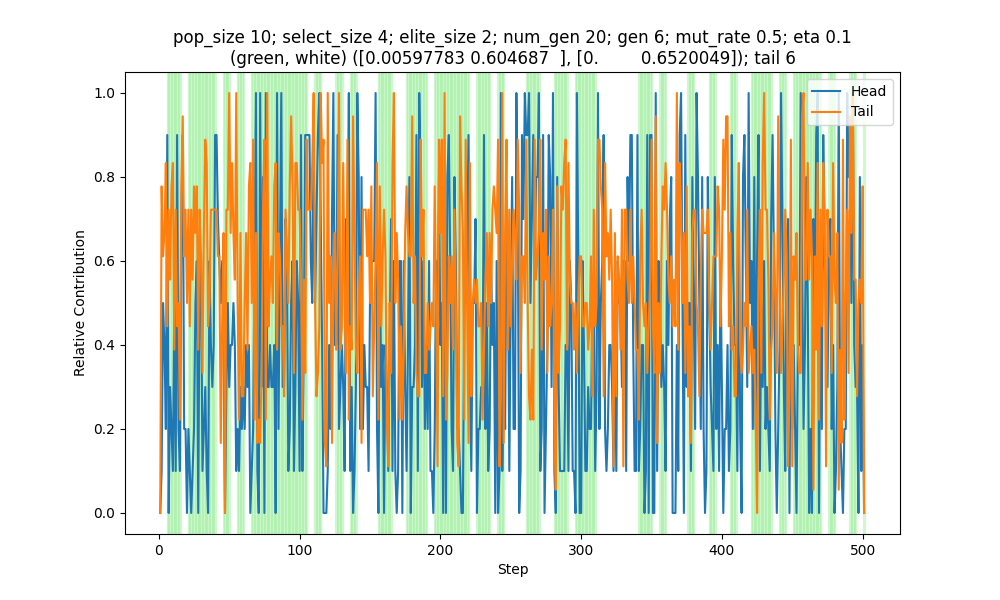 pop_size 10; select_size 4; elite_size 2; num_gen 20; gen 6; mut_rate 0.5; eta 0.1
(green, white) ([0.00597783 0.604687  ], [0.        0.6520049]); tail 6
Head
Tail
Relative Contribution
1.0
0.8
0.6
0.4
0.2
0.0
0
100
200
300
400
500
Step